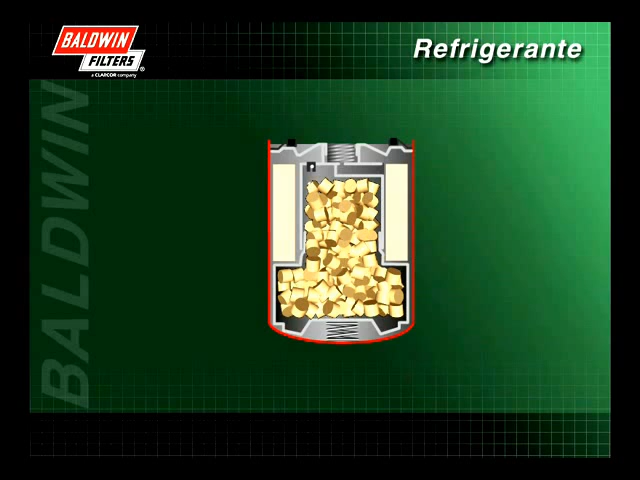 BALDWIN
FILTERS®
a CLARCOR company
Refrigerante
BALDWIN